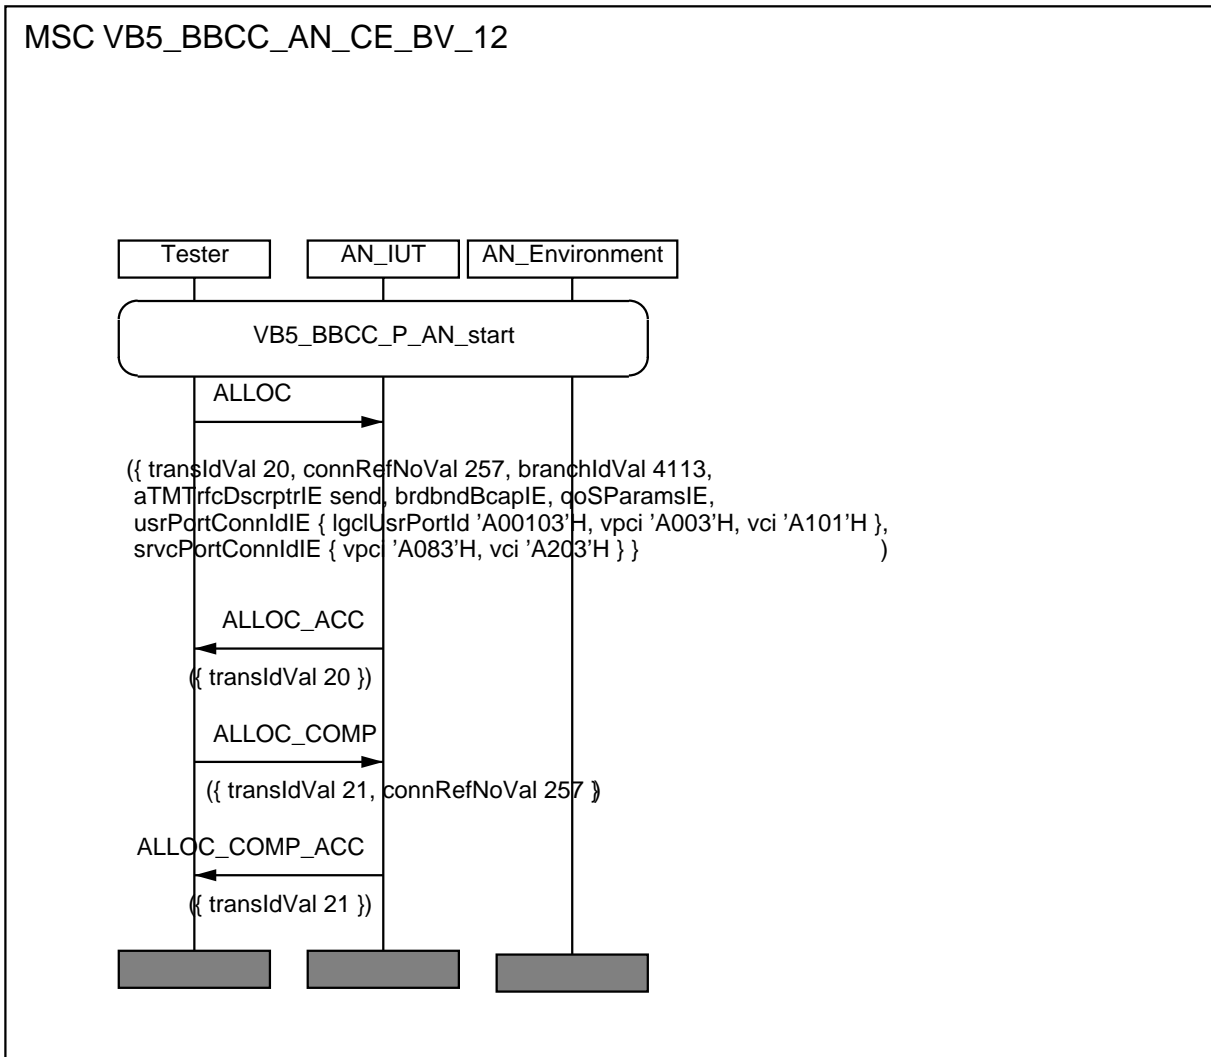 MSC VB5_BBCC_AN_CE_BV_12
Tester AN_IUT AN_Environment
VB5_BBCC_P_AN_start
ALLOC
({ transIdVal 20, connRefNoVal 257, branchIdVal 4113,
aTMTrfcDscrptrIE send, brdbndBcapIE, qoSParamsIE,
usrPortConnIdIE { lgclUsrPortId ’A00103’H, vpci ’A003’H, vci ’A101’H },
srvcPortConnIdIE { vpci ’A083’H, vci ’A203’H } } )
ALLOC_ACC
({ transIdVal 20 })
ALLOC_COMP
({ transIdVal 21, connRefNoVal 257 })
ALLOC_COMP_ACC
({ transIdVal 21 })